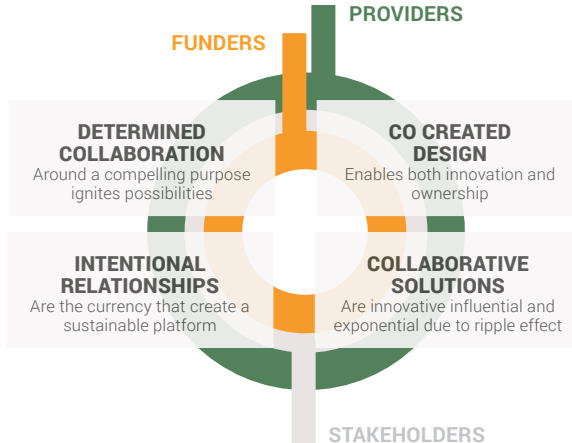 PROVIDERS
FUNDERS
DETERMINED
COLLABORATION
Around a compelling purpose
ignites possibilities
CO CREATED
DESIGN
Enables both innovation and
ownership
INTENTIONAL
RELATIONSHIPS
Are the currency that create a
sustainable platform
COLLABORATIVE
SOLUTIONS
Are innovative influential and
exponential due to ripple effect
STAKEHOLDERS